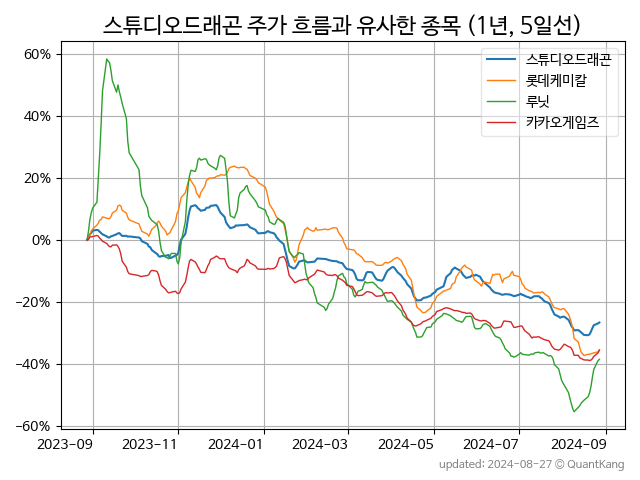 스튜디오드래곤 주가 흐름과 유사한 종목 (1년, 5일선)
스튜디오드래곤
롯데케미칼
루닛
카카오게임즈
60%
40%
20%
0%
−20%
−40%
−60%
2023-09 2023-11 2024-01 2024-03 2024-05 2024-07 2024-09
updated: 2024-08-27 © QuantKang